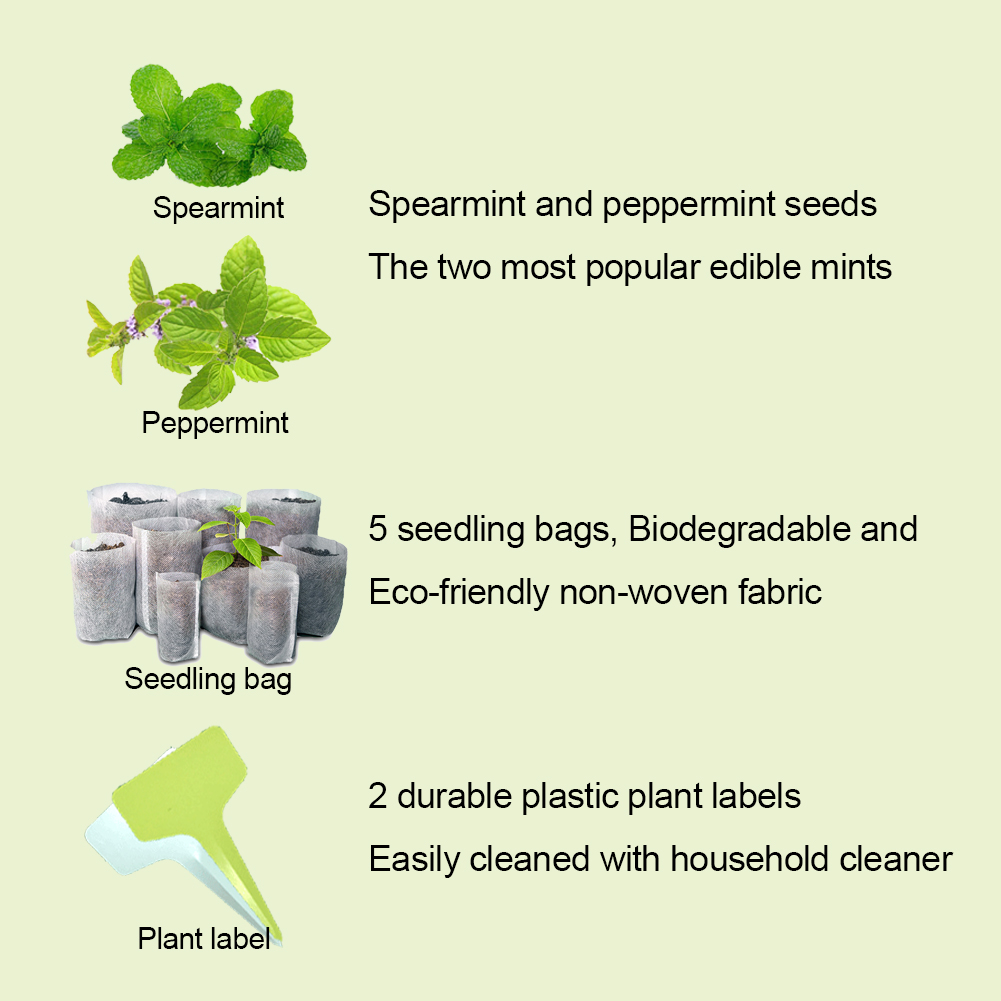 Spearmint
Spearmint and peppermint seeds
The two most popular edible mints
Peppermint
5 seedling bags, Biodegradable and
Eco-friendly non-woven fabric
Seedling bag
2 durable plastic plant labels
Easily cleaned with household cleaner
Plant label